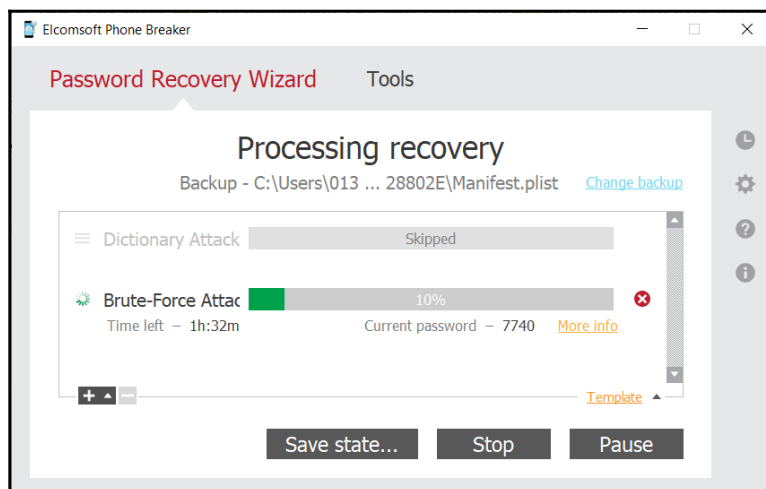 Elcomsoft Phone Breaker
Password Recovery Wizard Tools
Processing recovery
Backup - C:\Users\013 ... 28802E\Manifest.plist Change backup
Dictionary Attack Skipped
Brute-Force Attac 10%
Time left – 1h:32m Current password – 7740 More info
Template
Save state... Stop Pause